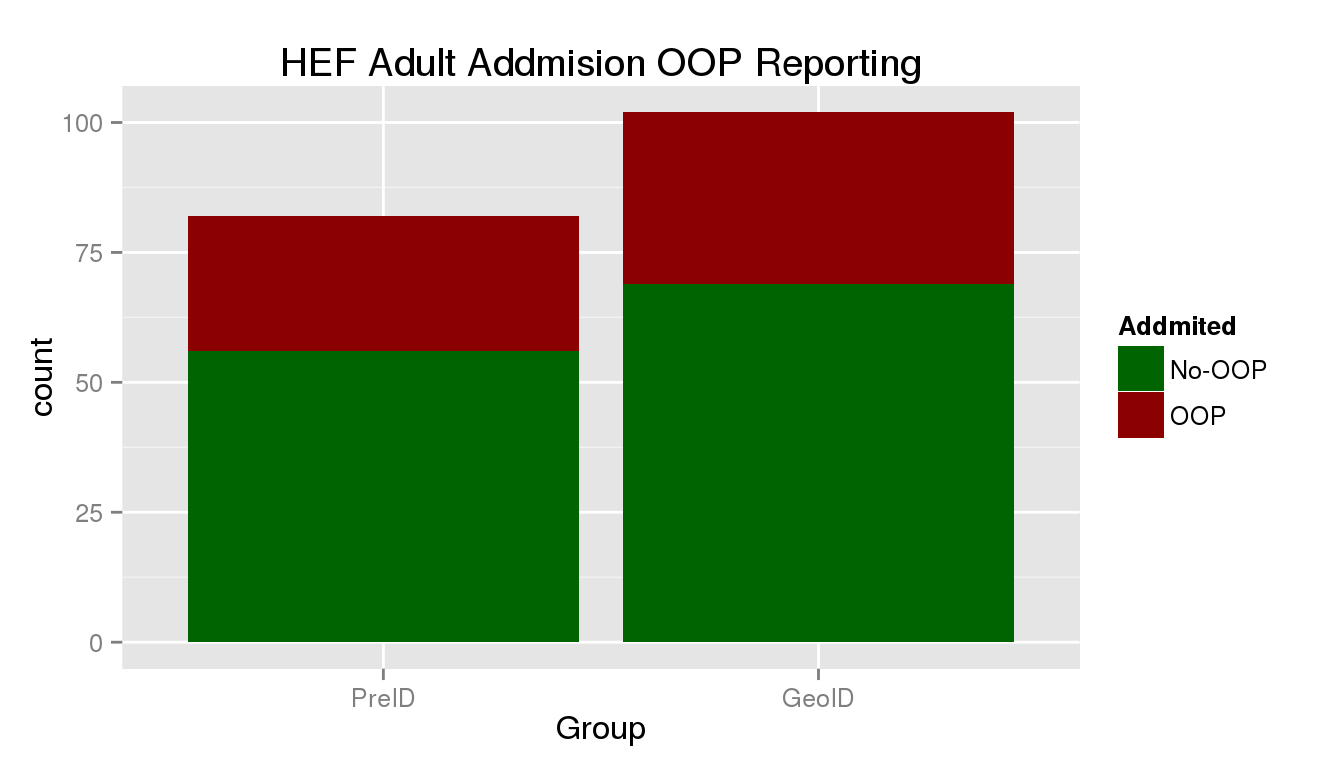 HEF Adult Addmision OOP Reporting
100
75
50
25
0
count
PreID
GeoID
Group
Addmited
No-OOP
OOP